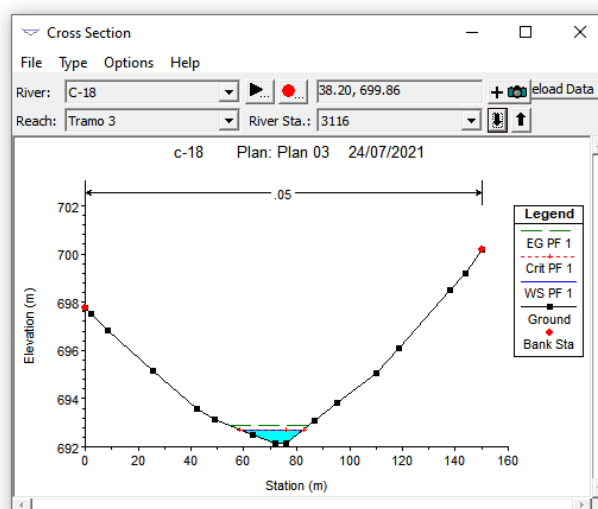 Cross Section
File Type Options Help
River: C-18 38.20, 699.86 eload Data
Reach: Tramo 3 River Sta.: 3116
c-18 Plan: Plan 03 24/07/2021
.05
Legend
EG PF 1
Crit PF 1
WS PF 1
Ground
Bank Sta
Elevation (m)
702
700
698
696
694
692
0 20 40 60 80 100 120 140 160
Station (m)